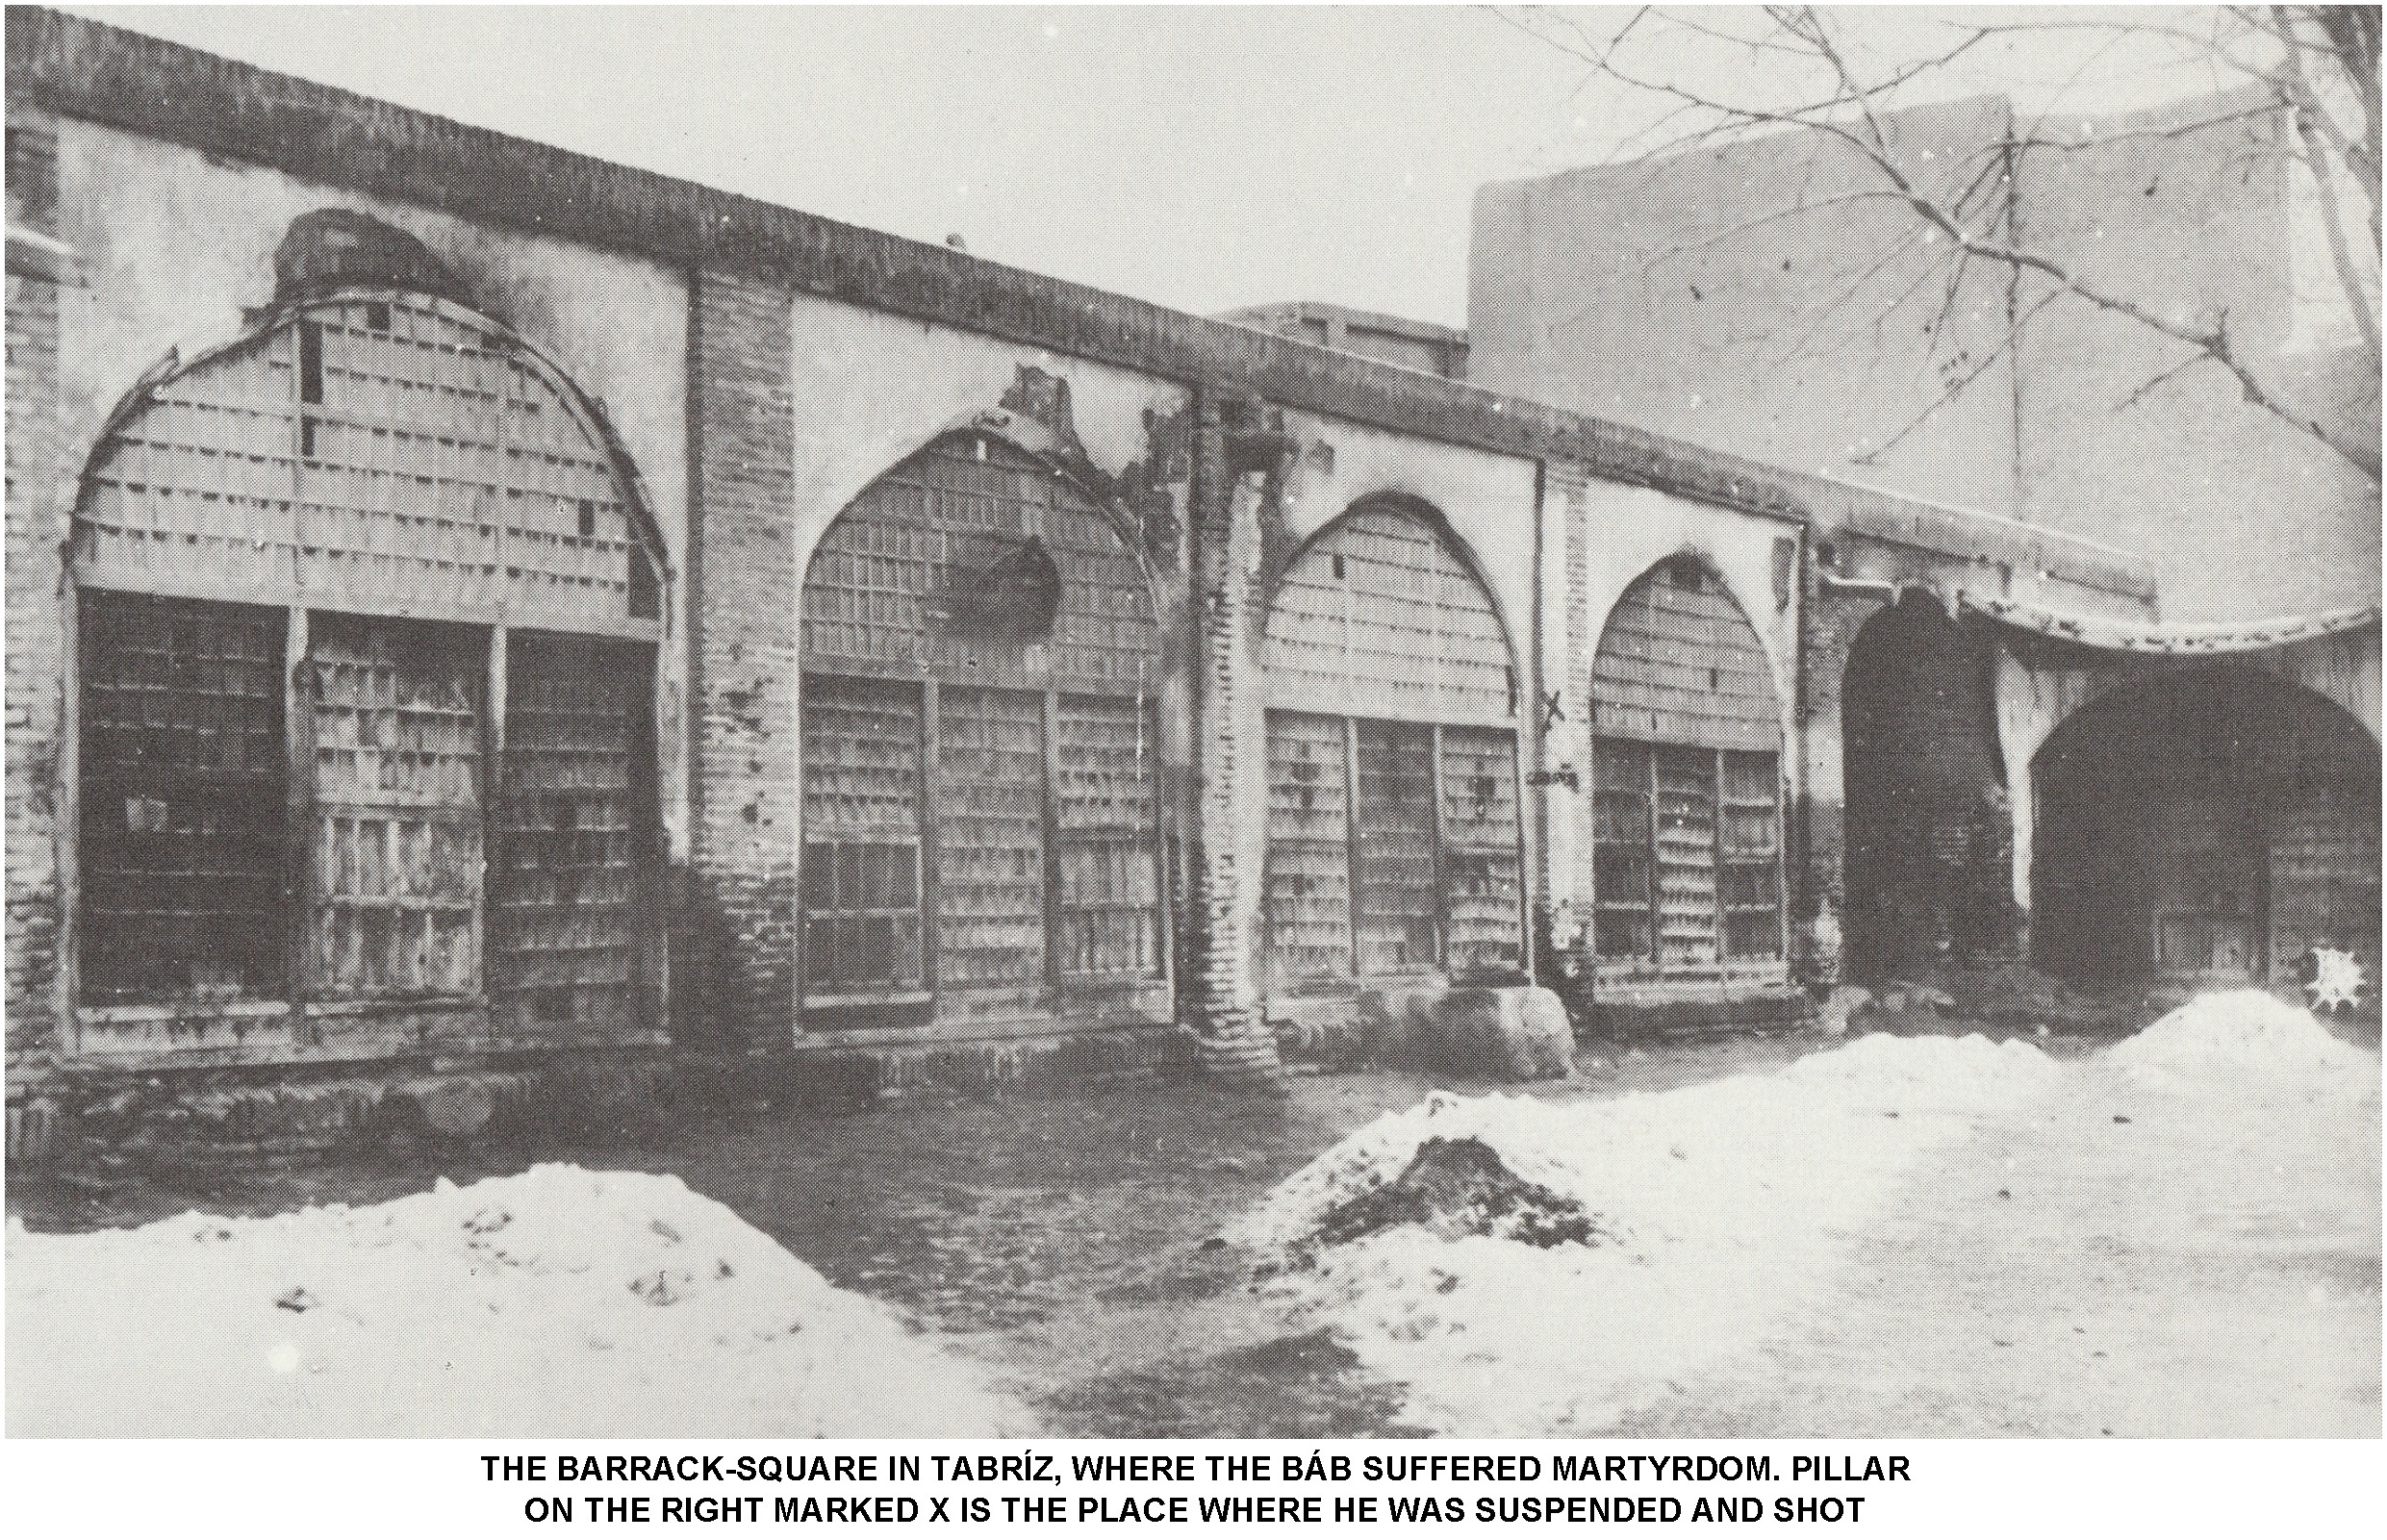 X
THE BARRACK-SQUARE IN TABRÍZ, WHERE THE BÁB SUFFERED MARTYRDOM. PILLAR
ON THE RIGHT MARKED X IS THE PLACE WHERE HE WAS SUSPENDED AND SHOT